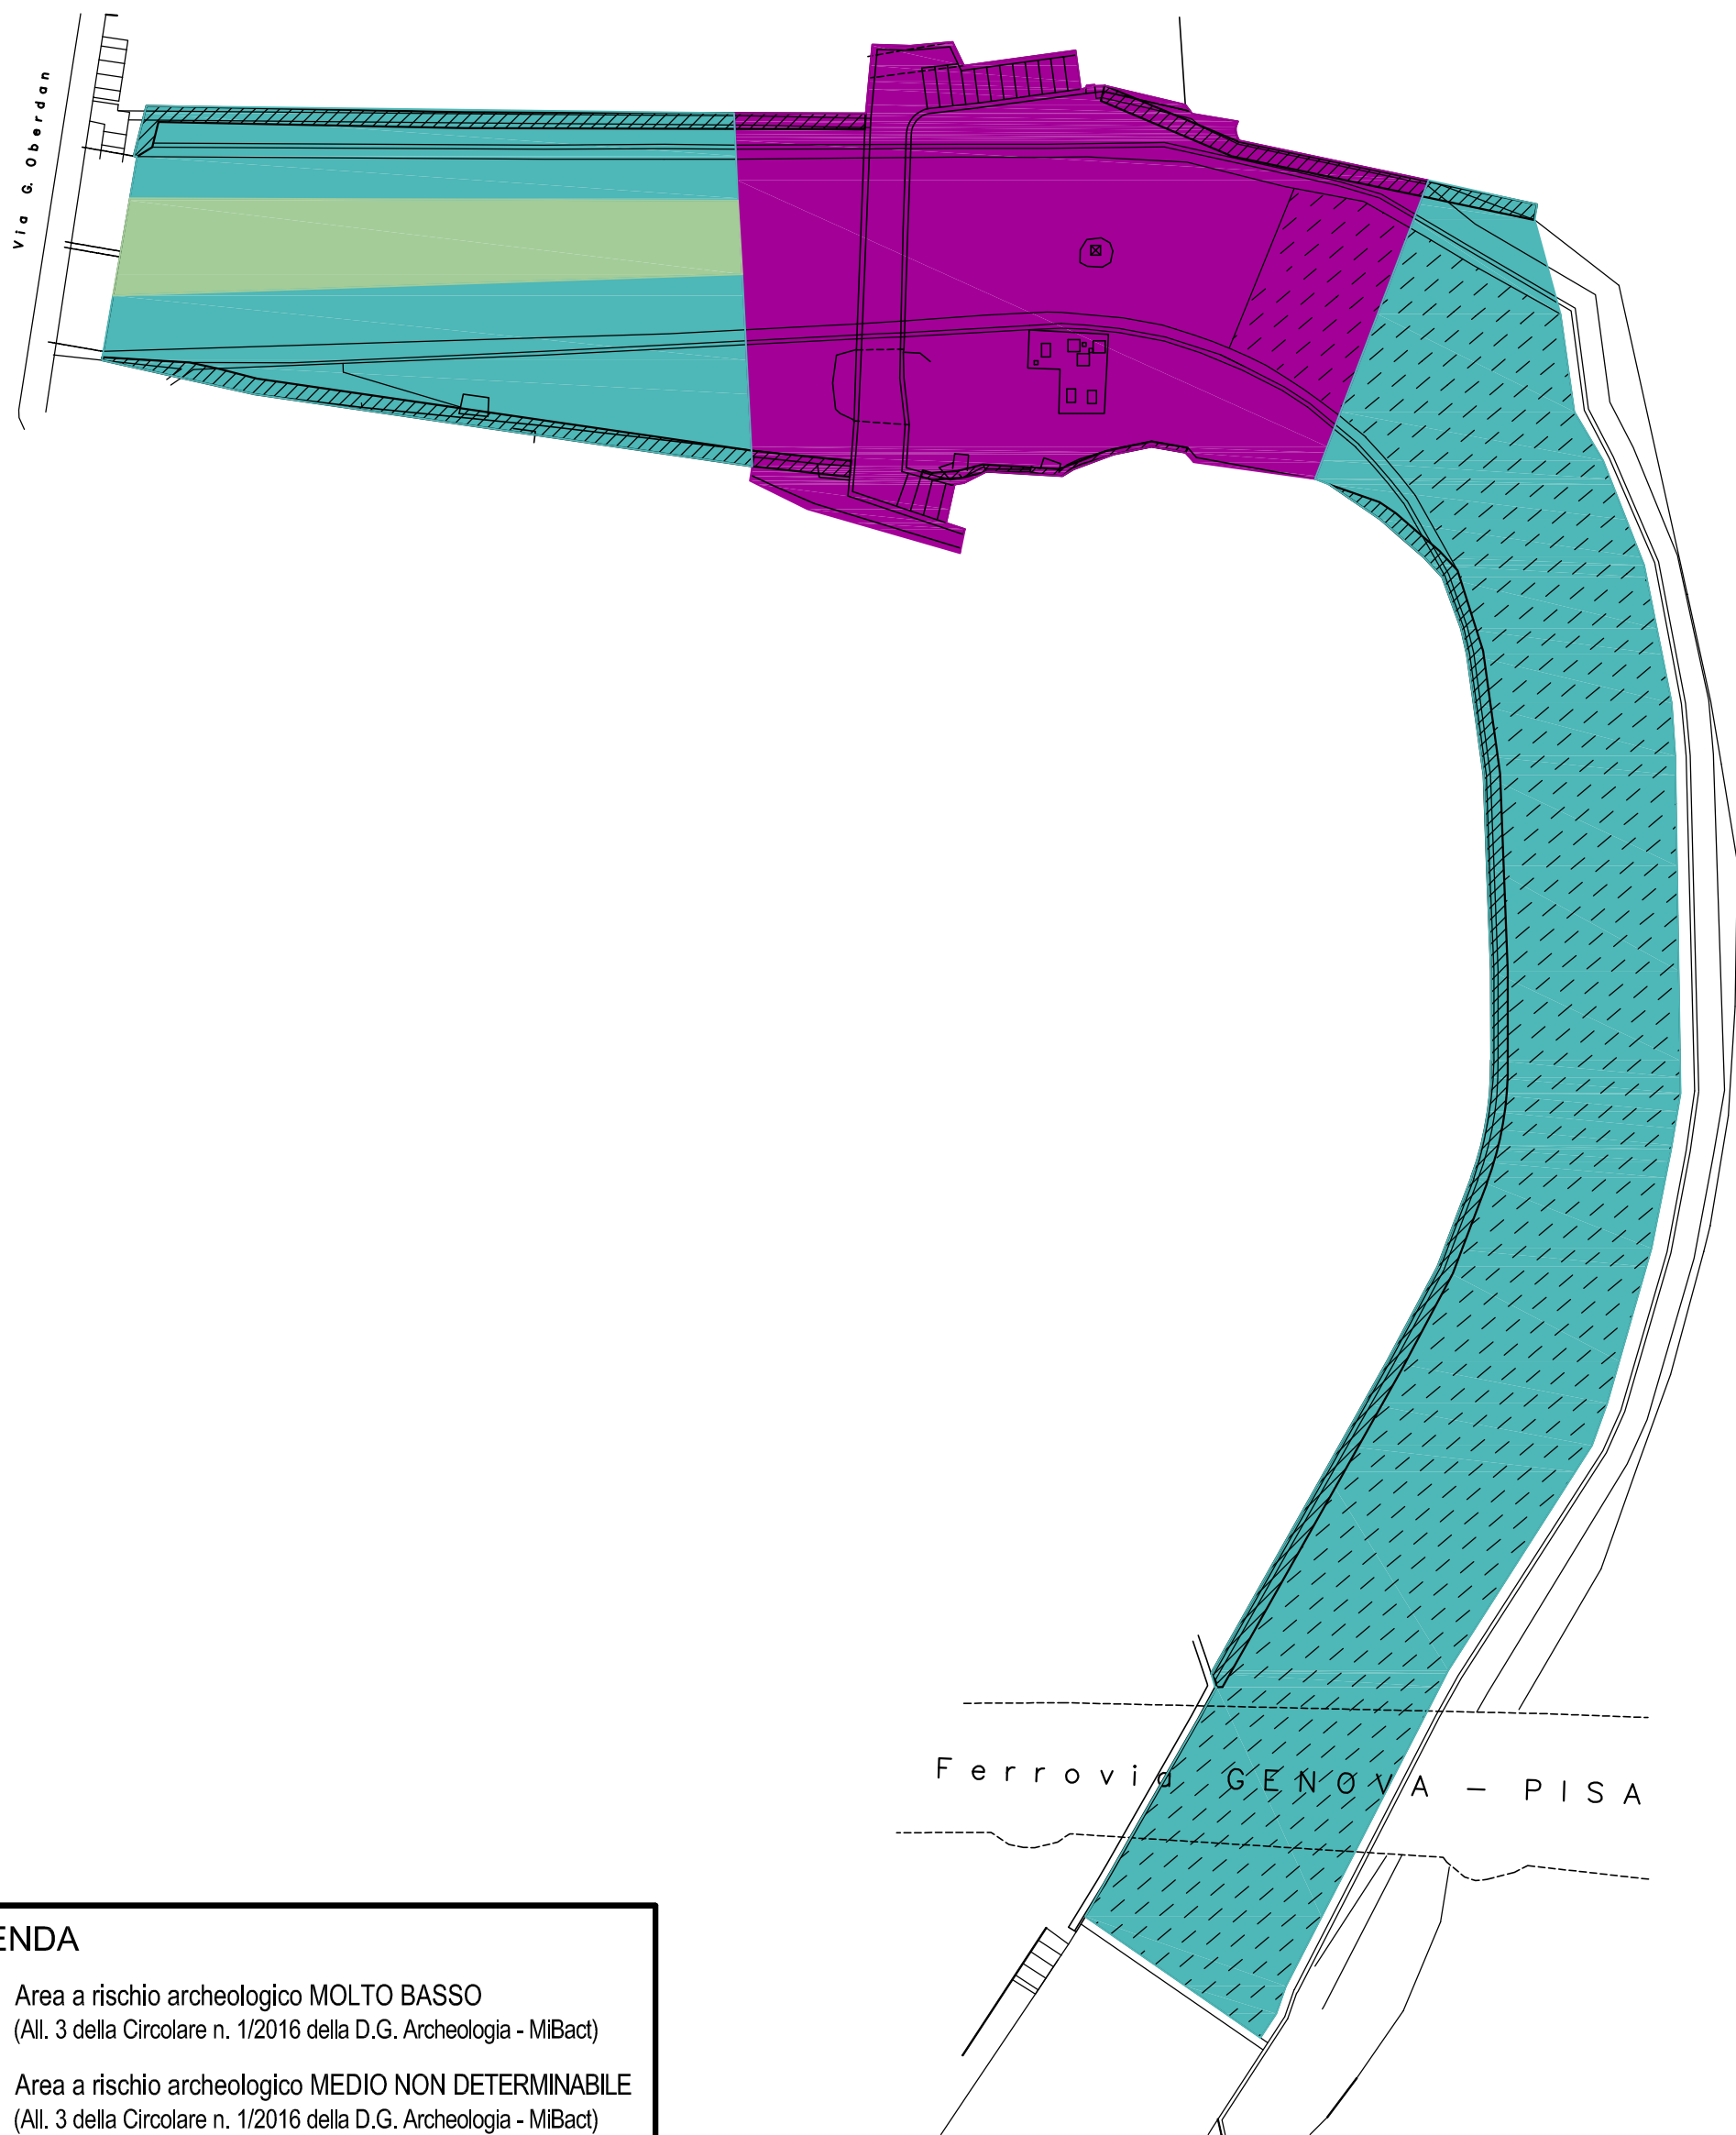 Via G. Oberdan
Ferrovia GENOVA - PISA
ENDA
Area a rischio archeologico MOLTO BASSO
(All. 3 della Circolare n. 1/2016 della D.G. Archeologia - MiBact)
Area a rischio archeologico MEDIO NON DETERMINABILE
(All. 3 della Circolare n. 1/2016 della D.G. Archeologia - MiBact)